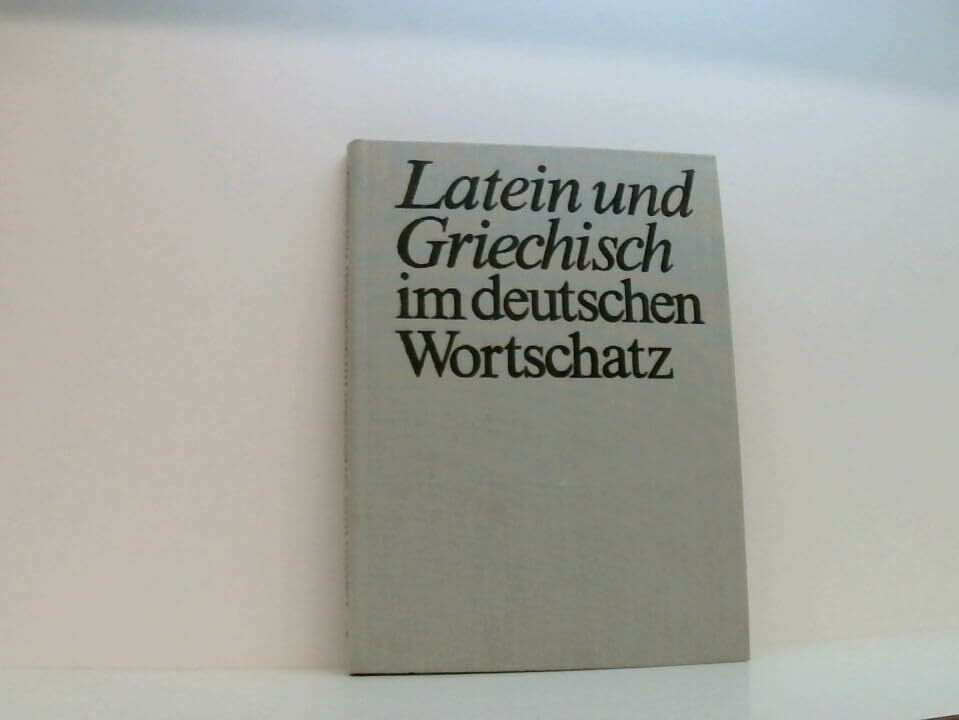 Latein und
Griechisch
im deutschen
Wortschatz